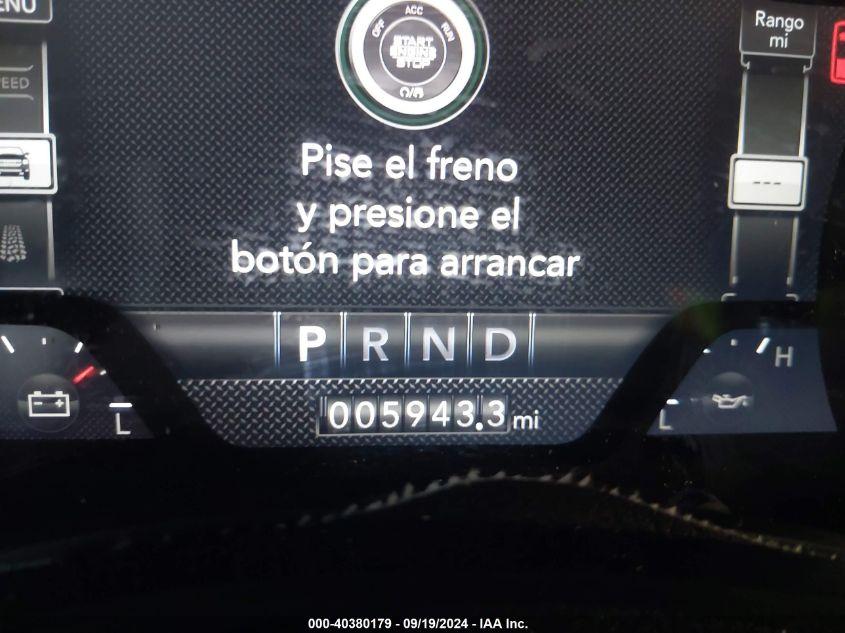 ACC
OFF
RUN
START
ENGINE
STOP
Rango
mi
---
Pise el freno
y presione el
botón para arrancar
P R N D
H
L
L
005943.3 mi
000-40380179 - 09/19/2024 - IAA Inc.